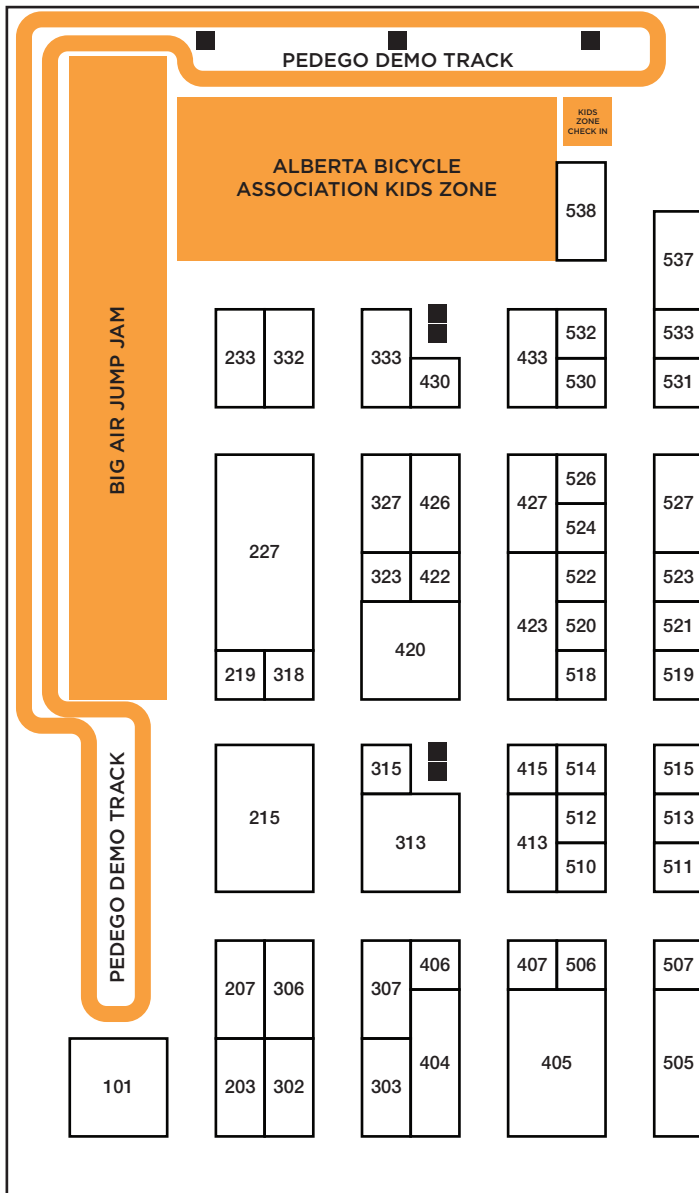 PEDEGO DEMO TRACK
KIDS
ZONE
CHECK IN
ALBERTA BICYCLE
ASSOCIATION KIDS ZONE
538
537
BIG AIR JUMP JAM
233 332 333 433 532 533
430 530 531
327 426 427 526 527
524
227
323 422 522 523
423 520 521
420
219 318 518 519
PEDEGO DEMO TRACK
315 415 514 515
215 512 513
313 413
510 511
406 407 506 507
207 306 307
404 405 505
101 203 302 303